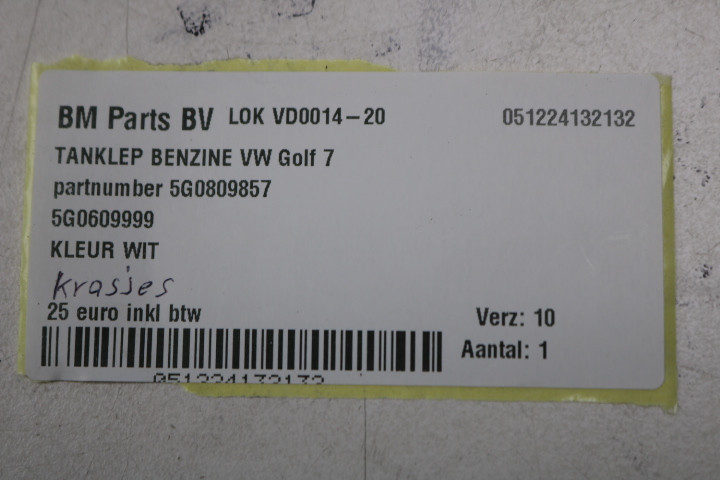 BM Parts BV LOK VD0014-20 051224132132
TANKLEP BENZINE VW Golf 7
partnumber 5G0809857
5G0609999
KLEUR WIT
krasjes
25 euro inkl btw
Verz: 10
Aantal: 1
051224132132